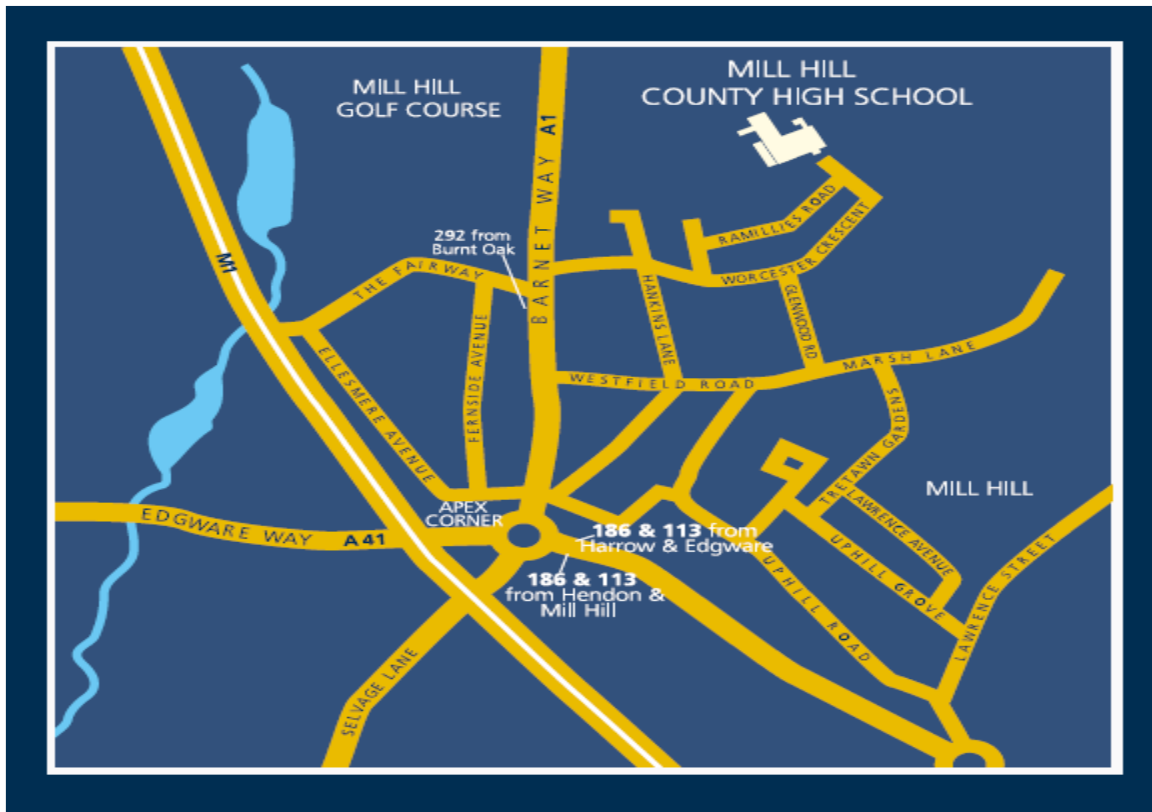 MILL HILL
GOLF COURSE
MILL HILL
COUNTY HIGH SCHOOL
BARNET WAY A1
M1
292 from
Burnt Oak
THE FAIRWAY
RAMILLIES ROAD
WORCESTER CRESCENT
HANKINS LANE
GLENWOOD RD
FERNSIDE AVENUE
ELLESMERE AVENUE
WESTFIELD ROAD
MARSH LANE
TRETAWN GARDENS
MILL HILL
LAWRENCE AVENUE
APEX
CORNER
EDGWARE WAY A41
186 & 113 from
Harrow & Edgware
186 & 113
from Hendon &
Mill Hill
UPHILL GROVE
UPHILL ROAD
LAWRENCE STREET
SELVAGE LANE